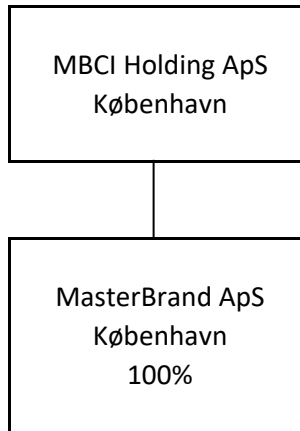 MBCI Holding ApS
København
MasterBrand ApS
København
100%